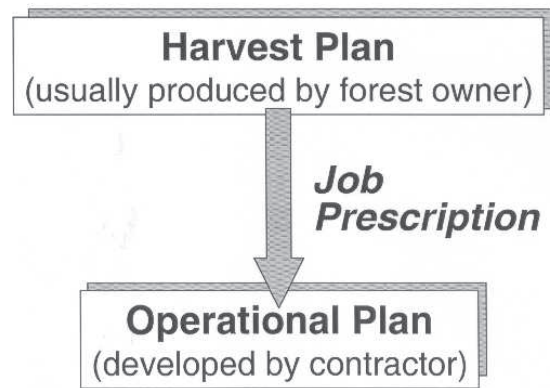 Harvest Plan
(usually produced by forest owner)
Job
Prescription
Operational Plan
(developed by contractor)